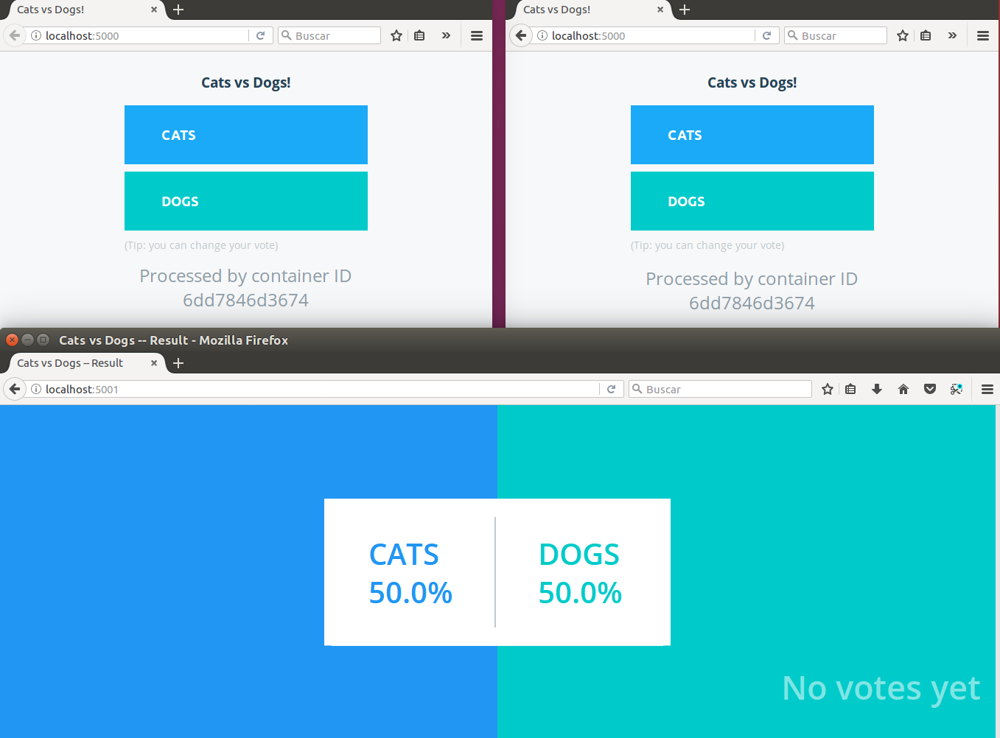 Cats vs Dogs!
localhost:5000
Buscar
Cats vs Dogs!
CATS
DOGS
(Tip: you can change your vote)
Processed by container ID
6dd7846d3674
Cats vs Dogs!
localhost:5000
Buscar
Cats vs Dogs!
CATS
DOGS
(Tip: you can change your vote)
Processed by container ID
6dd7846d3674
Cats vs Dogs -- Result - Mozilla Firefox
Cats vs Dogs -- Result
localhost:5001
Buscar
CATS
50.0%
DOGS
50.0%
No votes yet